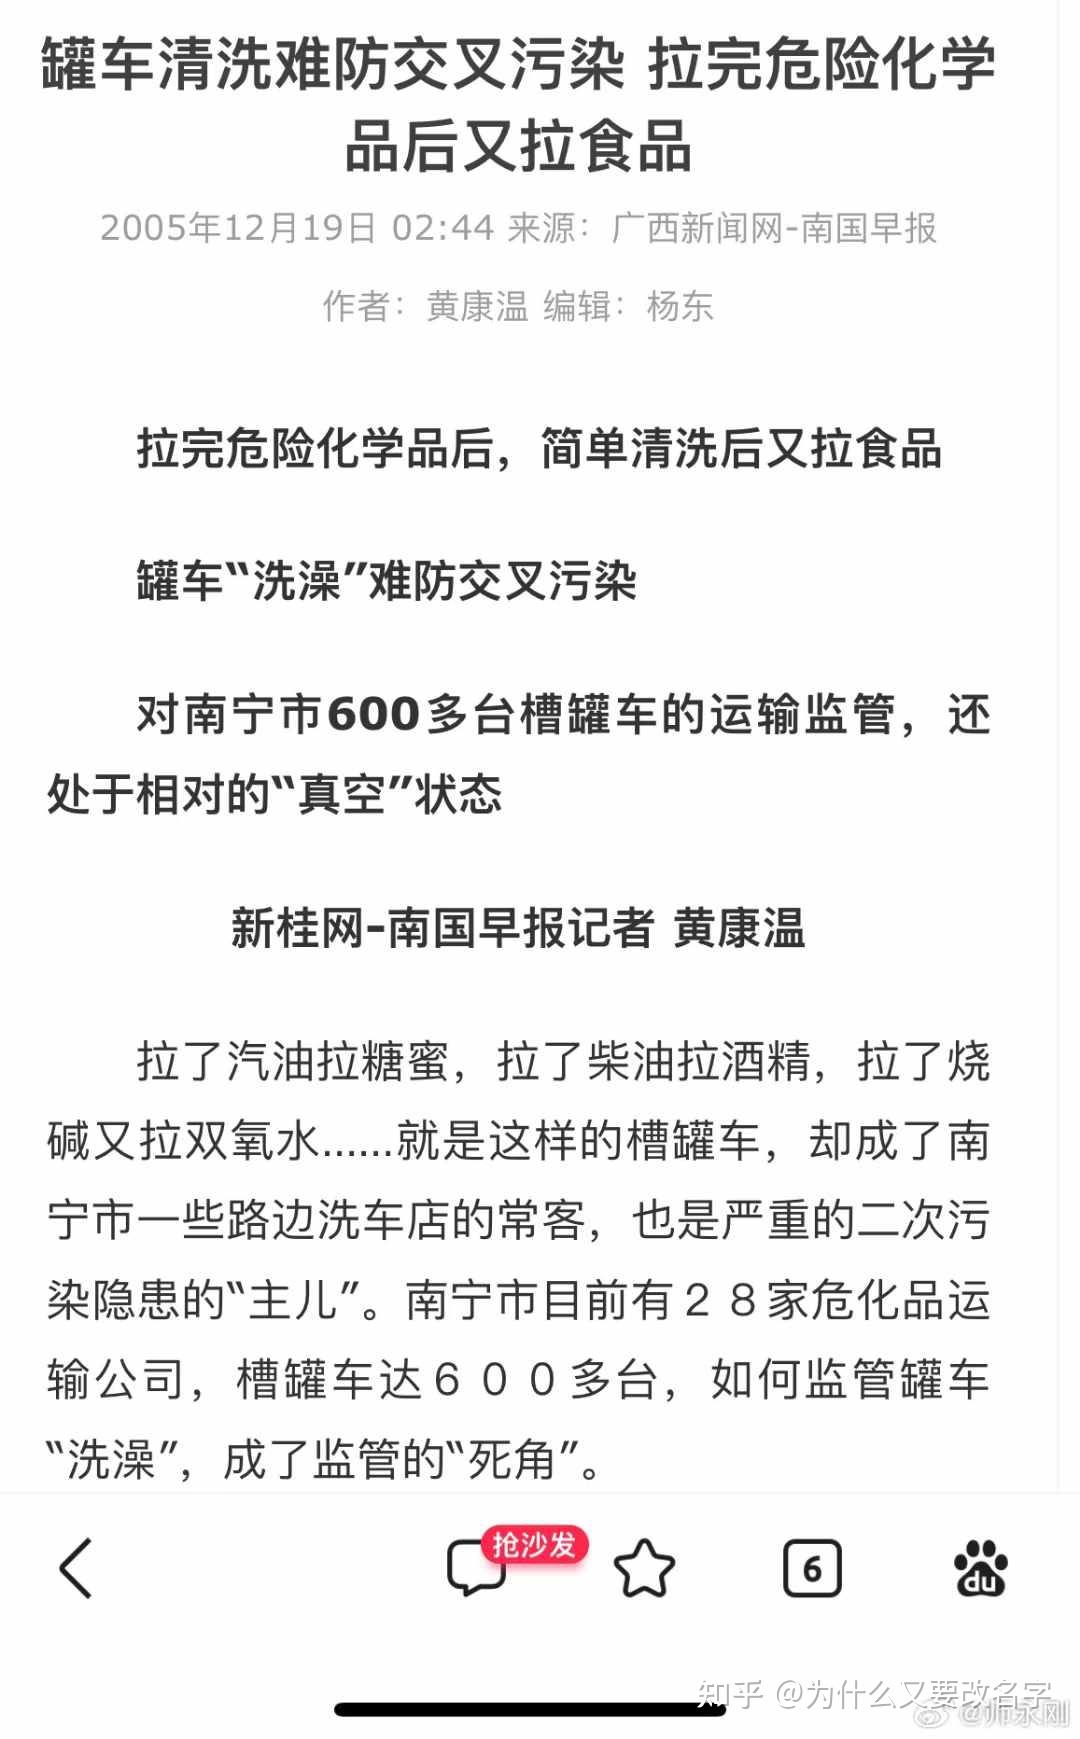 罐车清洗难防交叉污染 拉完危险化学
品后又拉食品
2005年12月19日 02:44 来源：广西新闻网-南国早报
作者：黄康温 编辑：杨东
拉完危险化学品后，简单清洗后又拉食品
罐车“洗澡”难防交叉污染
对南宁市600多台槽罐车的运输监管，还
处于相对的“真空”状态
新桂网-南国早报记者 黄康温
拉了汽油拉糖蜜，拉了柴油拉酒精，拉了烧
碱又拉双氧水……就是这样的槽罐车，却成了南
宁市一些路边洗车店的常客，也是严重的二次污
染隐患的“主儿”。南宁市目前有２８家危化品运
输公司，槽罐车达６００多台，如何监管罐车
“洗澡”，成了监管的“死角”。
抢沙发
6
du
知乎 @为什么又要改名字
@师永刚